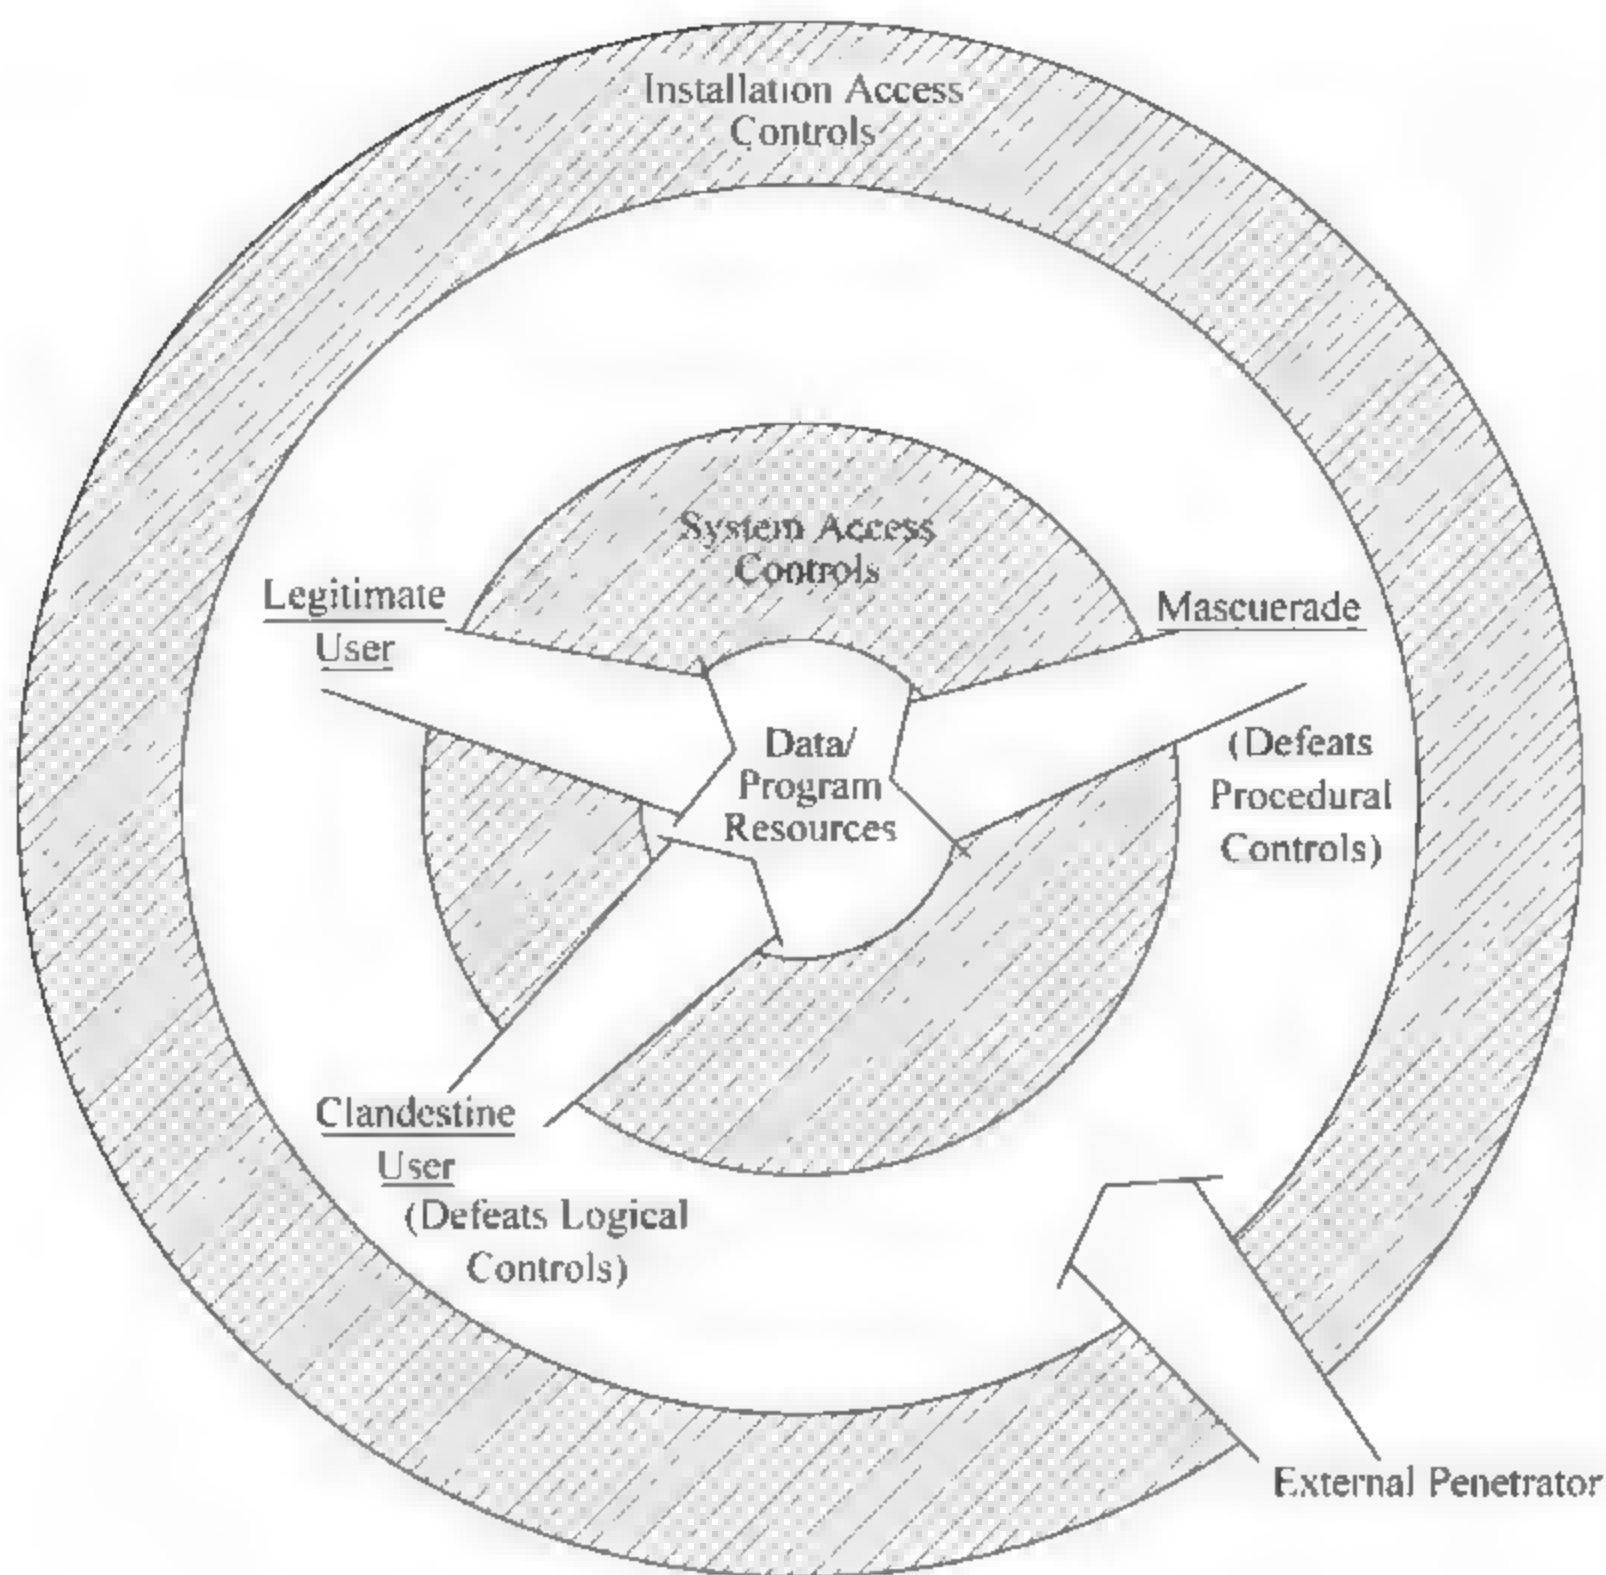 Installation Access
Controls
System Access
Controls
Legitimate
User
Mascuerade
Data/
Program
Resources
(Defeats
Procedural
Controls)
Clandestine
User
(Defeats Logical
Controls)
External Penetrator